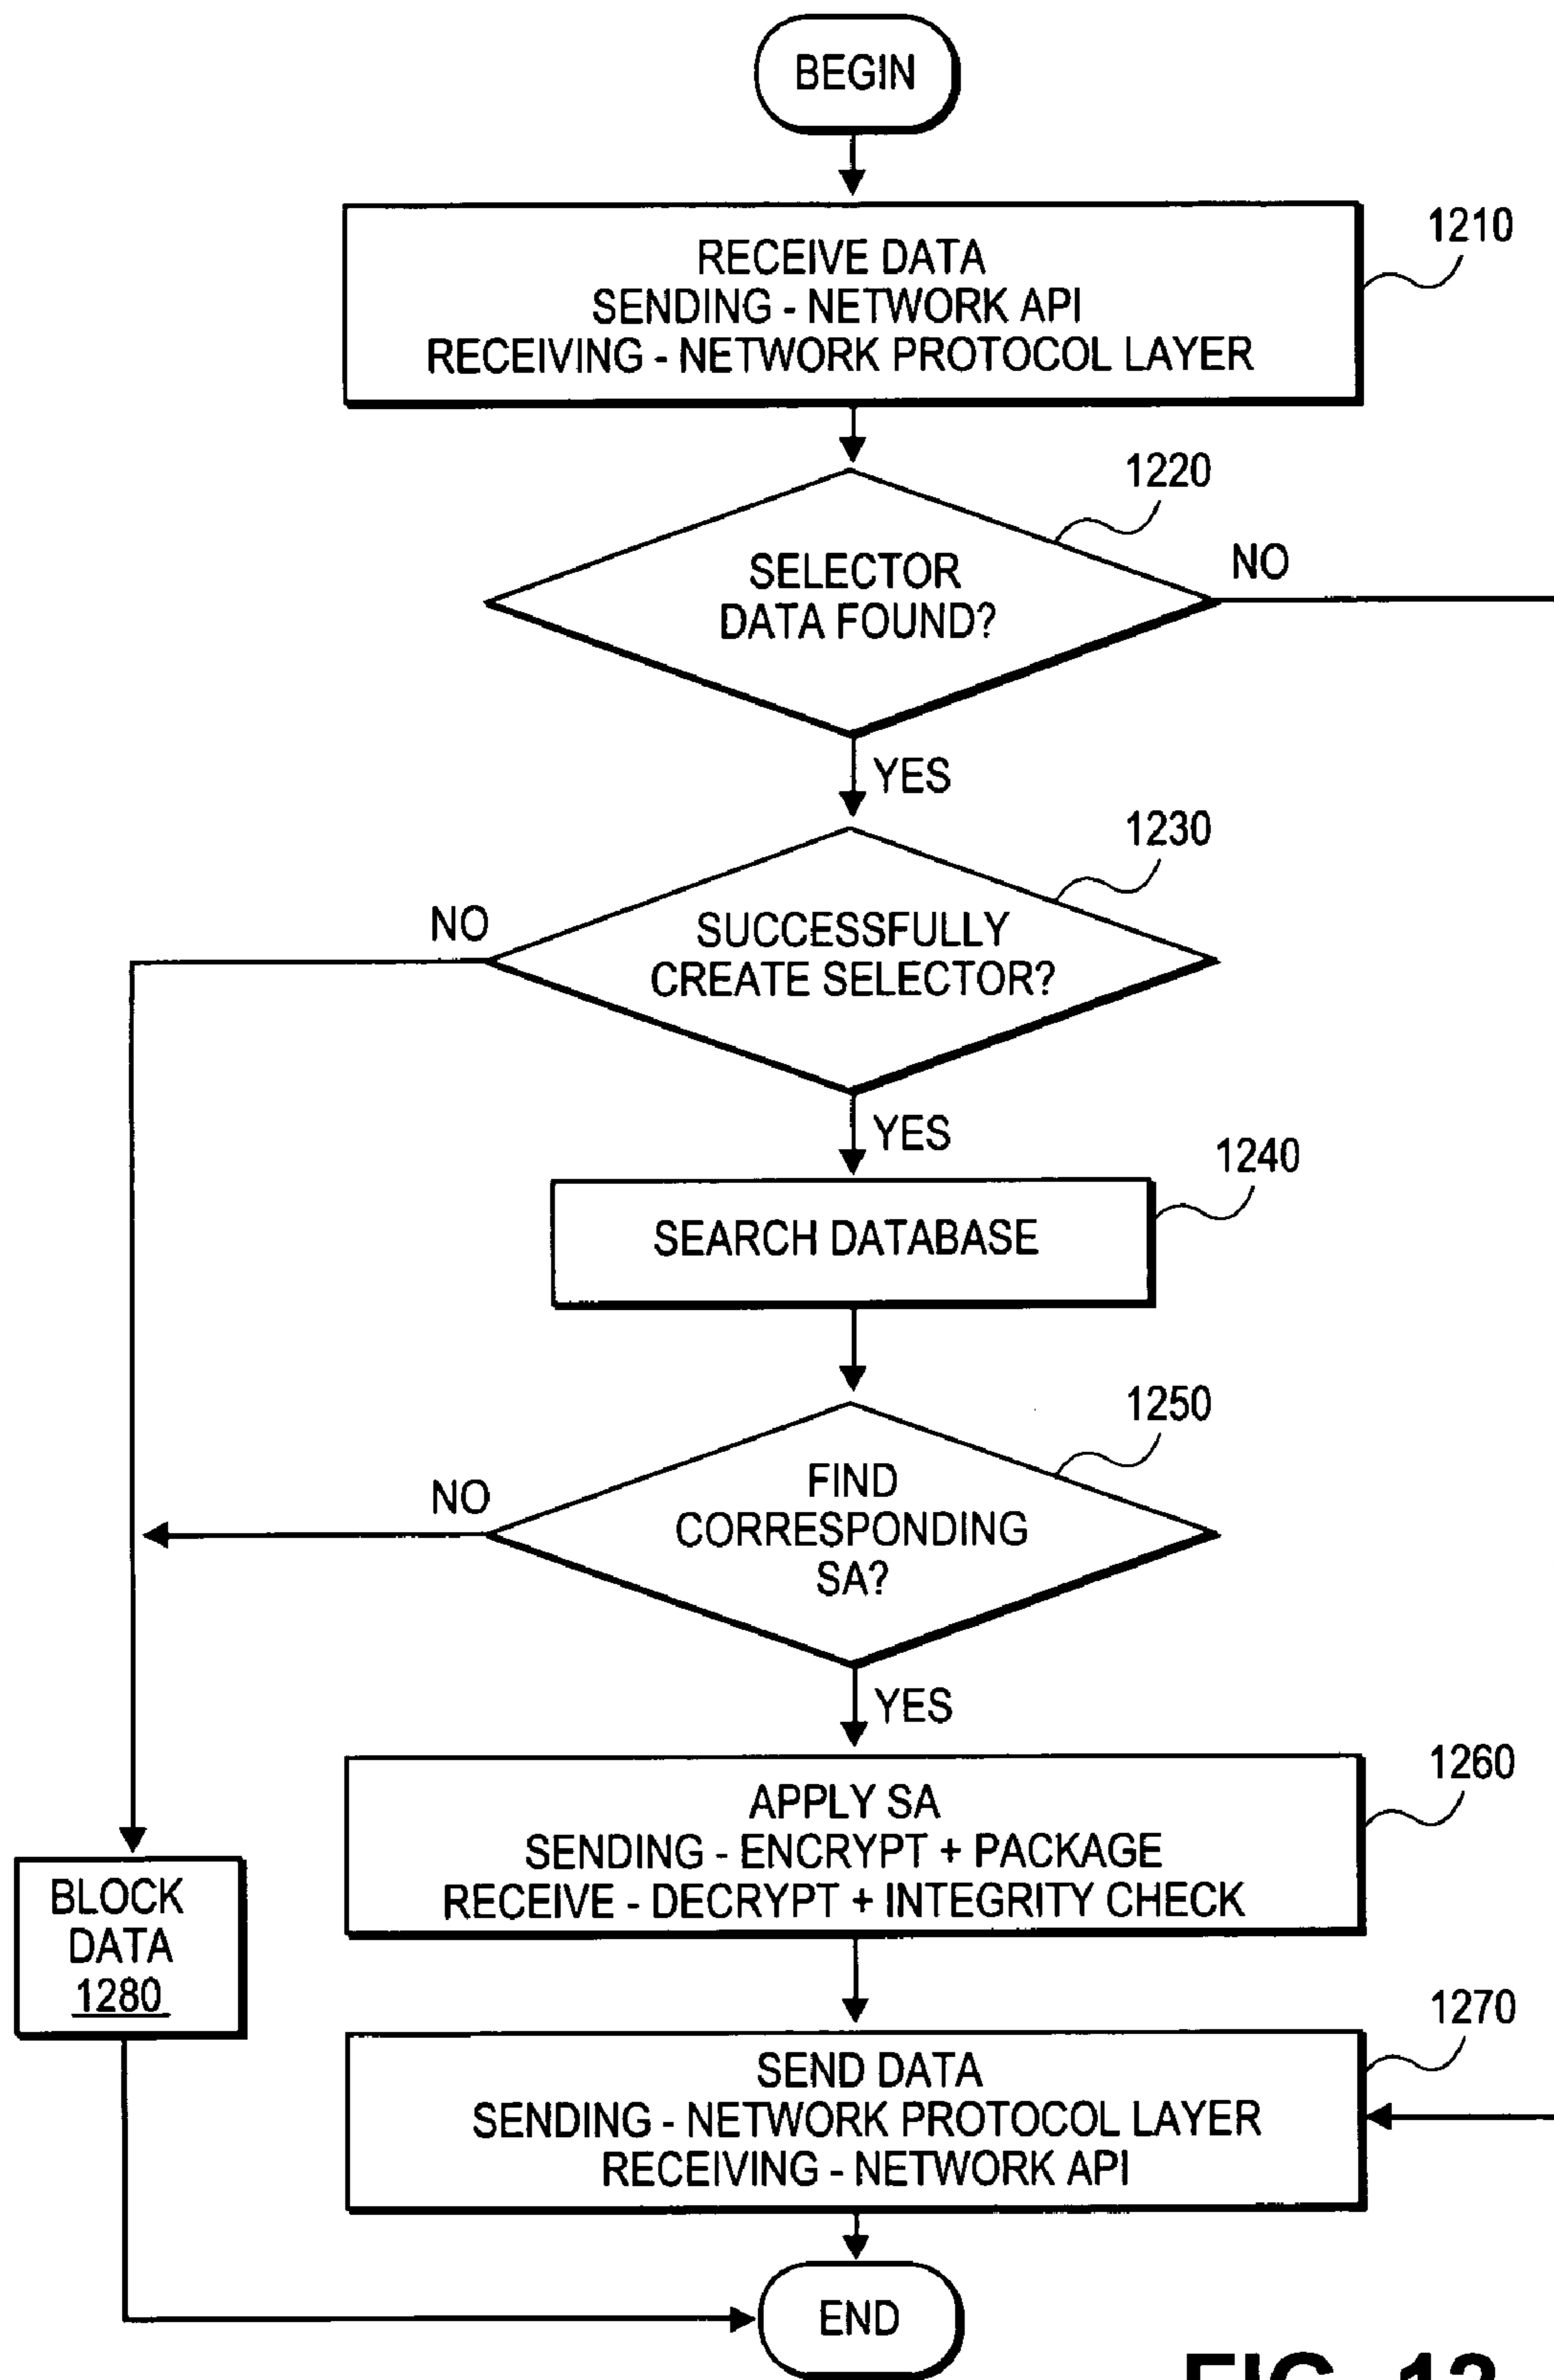 BEGIN
1210
RECEIVE DATA
SENDING - NETWORK API
RECEIVING - NETWORK PROTOCOL LAYER
1220
NO
SELECTOR
DATA FOUND?
YES
1230
NO
SUCCESSFULLY
CREATE SELECTOR?
YES
1240
SEARCH DATABASE
1250
NO
FIND
CORRESPONDING
SA?
YES
1260
APPLY SA
SENDING - ENCRYPT + PACKAGE
RECEIVE - DECRYPT + INTEGRITY CHECK
BLOCK
DATA
1280
1270
SEND DATA
SENDING - NETWORK PROTOCOL LAYER
RECEIVING - NETWORK API
END
FIG. 12